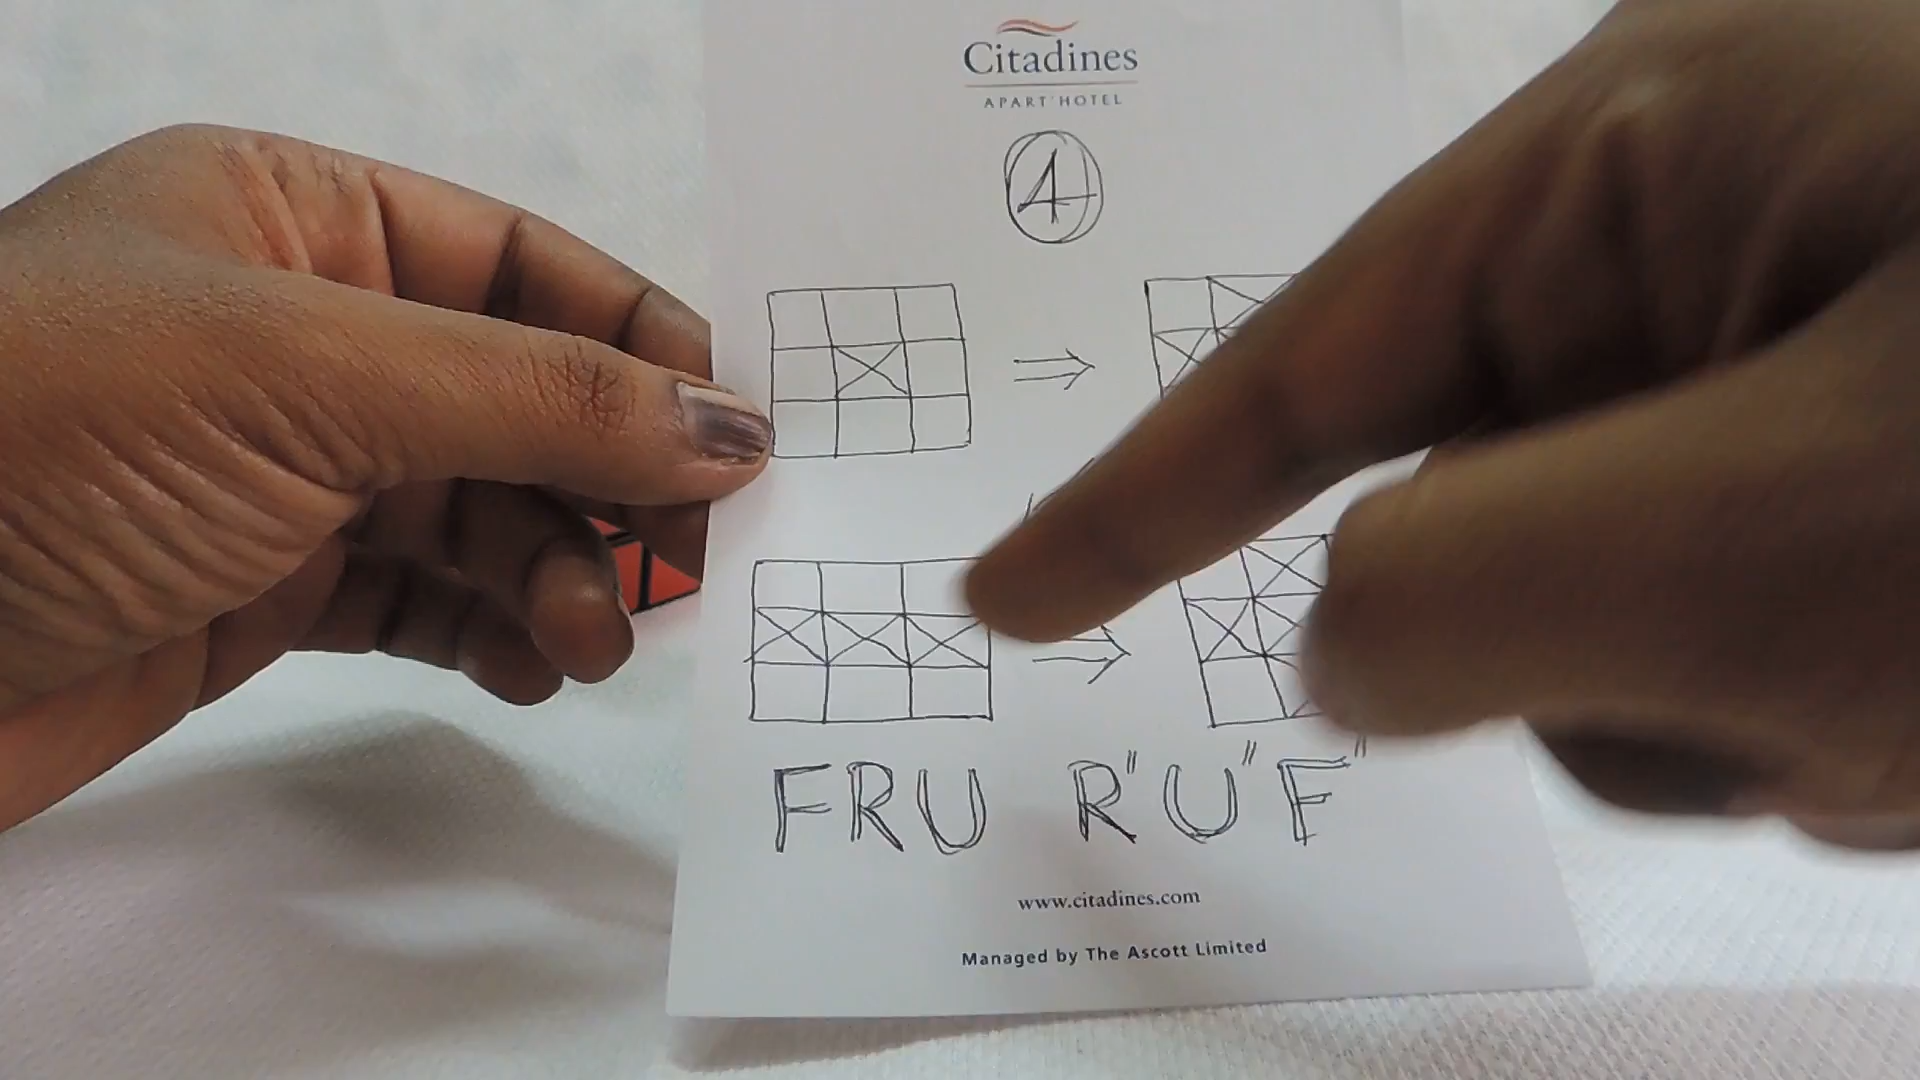 Citadines
APART'HOTEL
4
FRU R"U"F"
www.citadines.com
Managed by The Ascott Limited